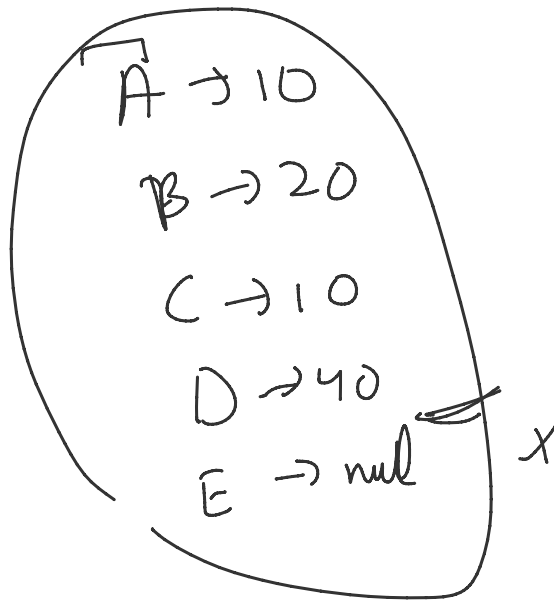 A → 10
B → 20
C → 10
D → 40
E → null
X